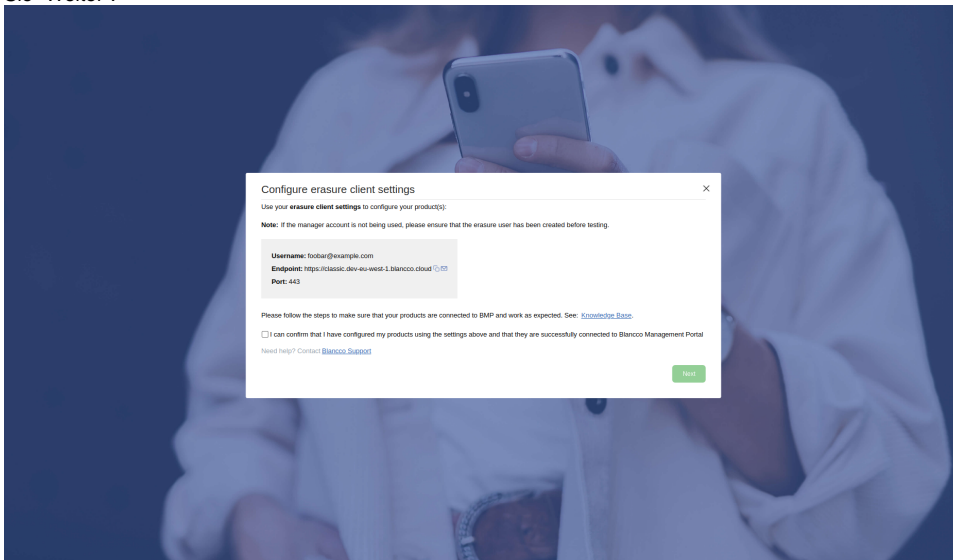 Configure erasure client settings
Use your erasure client settings to configure your product(s):
Note: If the manager account is not being used, please ensure that the erasure user has been created before testing.
Username: foobar@example.com
Endpoint: https://classic.dev-eu-west-1.blancco.cloud
Port: 443
Please follow the steps to make sure that your products are connected to BMP and work as expected. See: Knowledge Base.
I can confirm that I have configured my products using the settings above and that they are successfully connected to Blancco Management Portal
Need help? Contact Blancco Support
Next